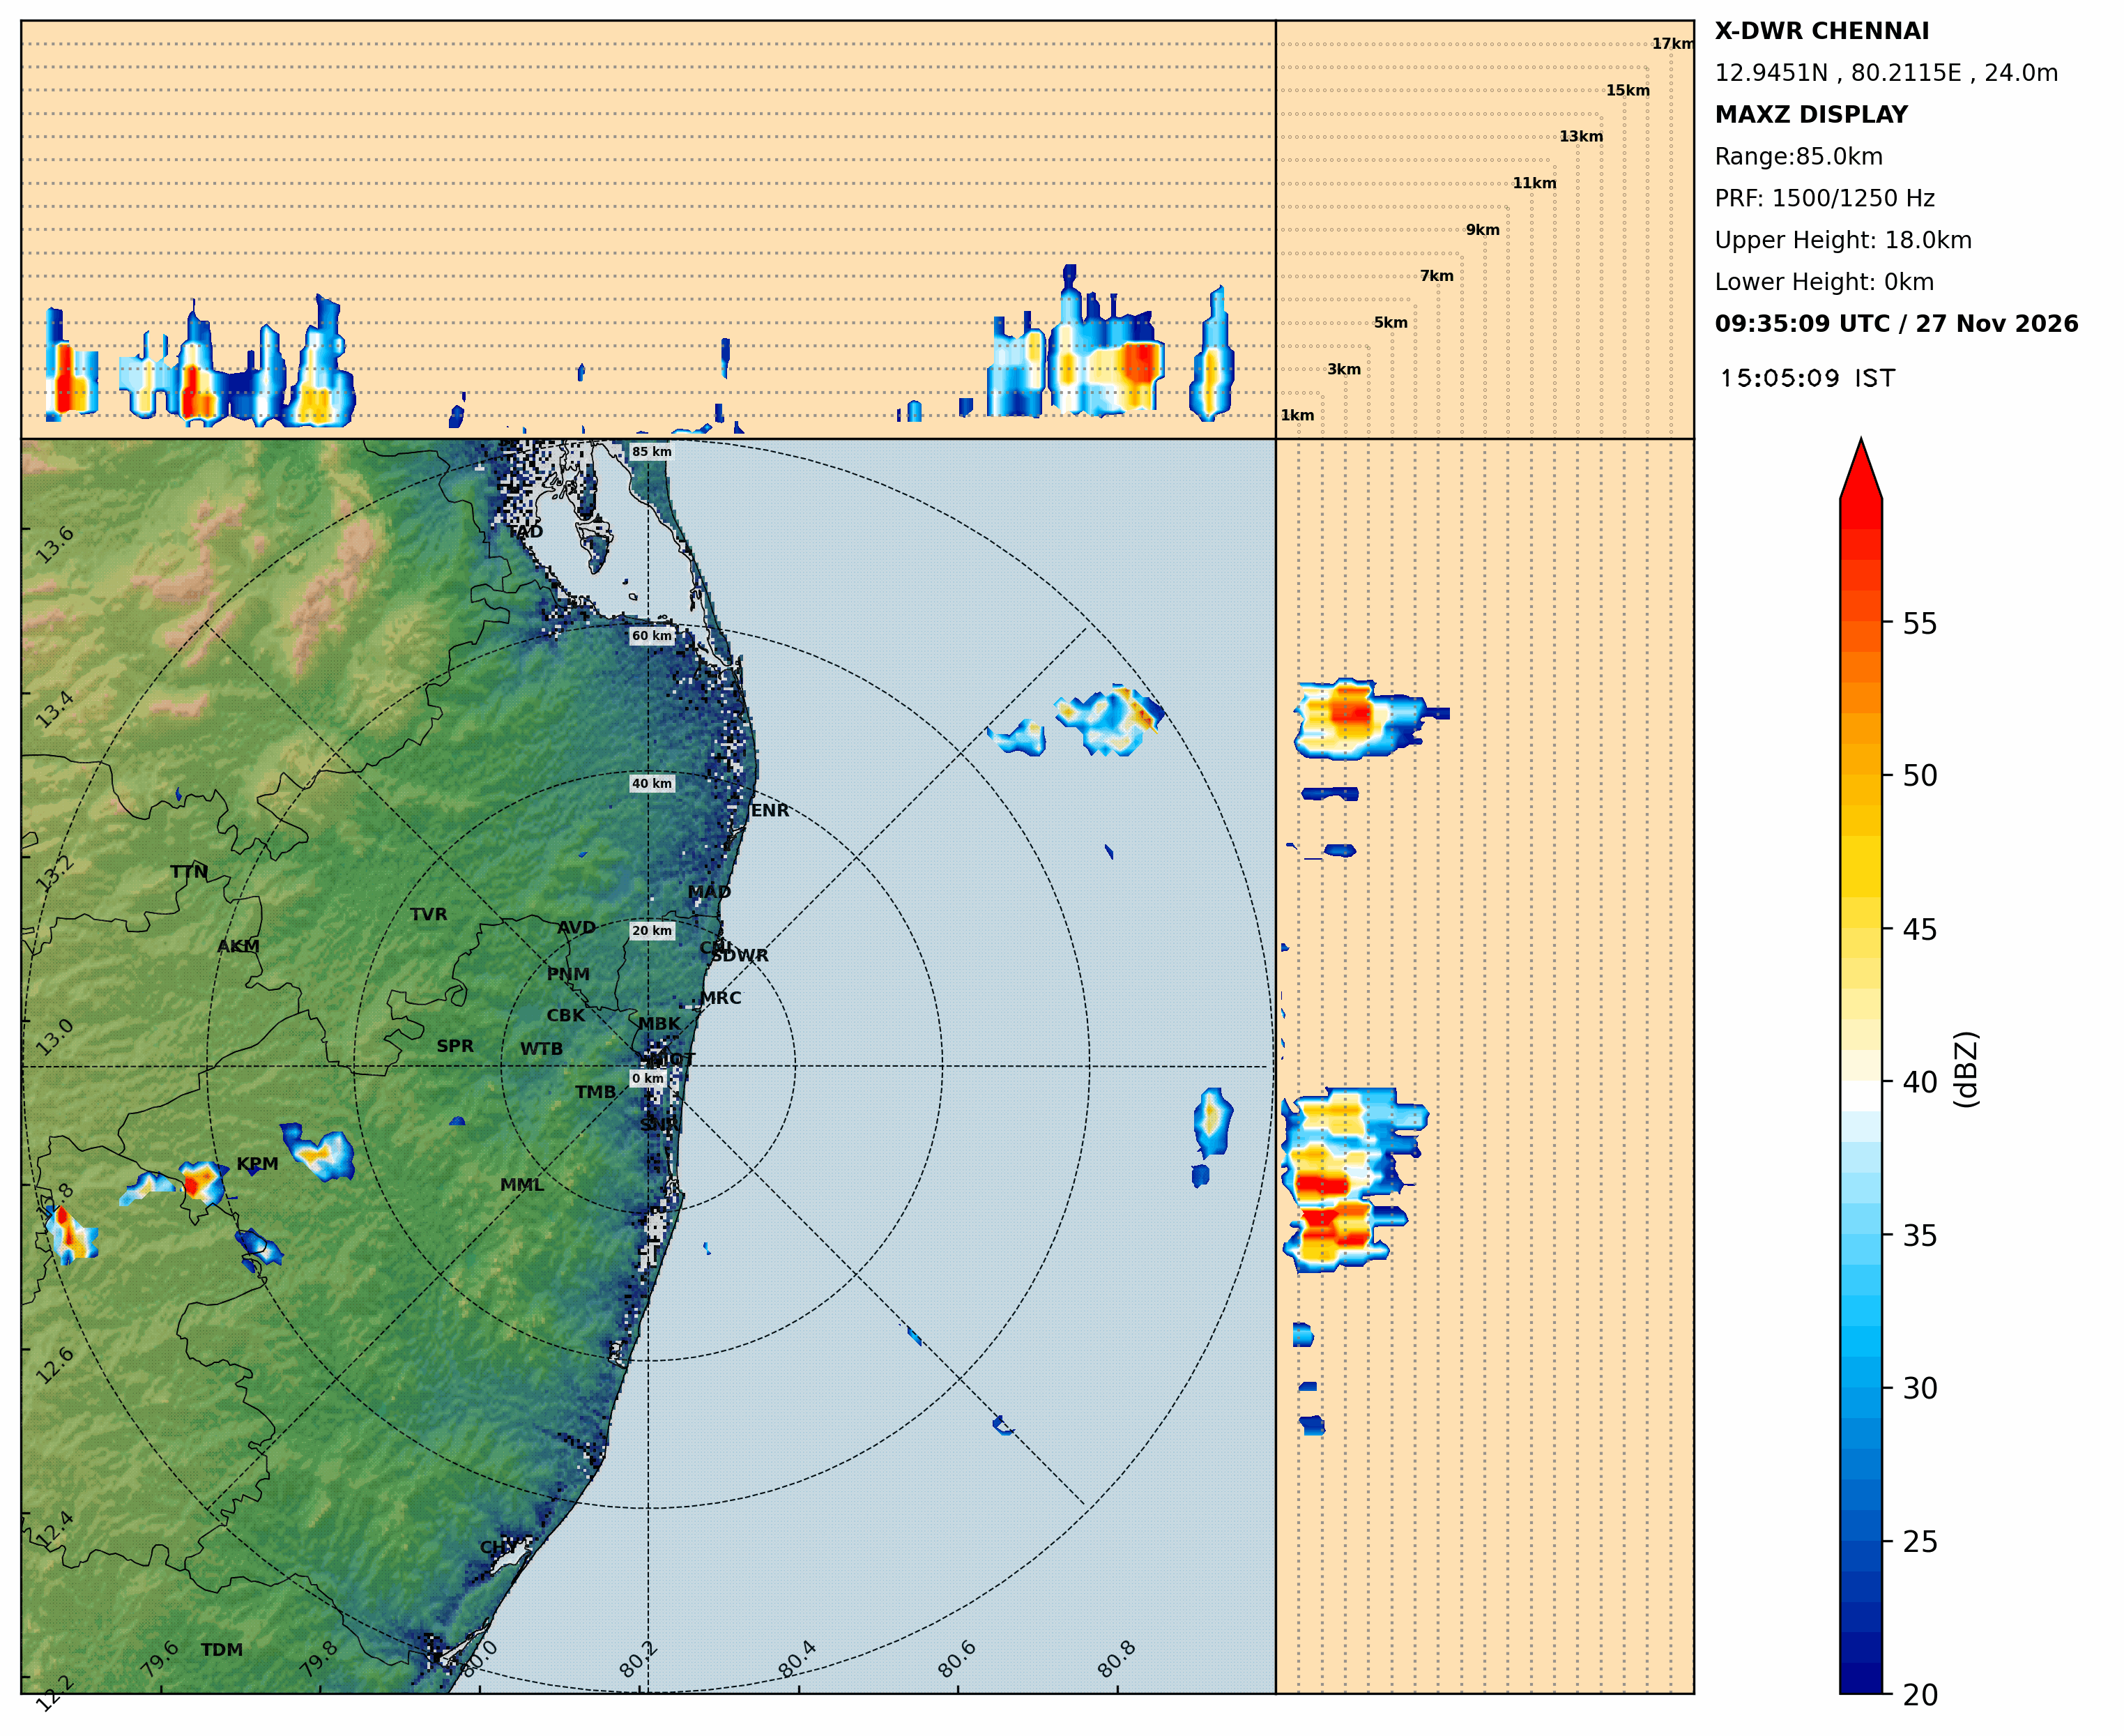 X-DWR CHENNAI
12.9451N , 80.2115E , 24.0m
MAXZ DISPLAY
Range:85.0km
PRF: 1500/1250 Hz
Upper Height: 18.0km
Lower Height: 0km
09:35:09 UTC / 27 Nov 2026
15:05:09 IST
17km
15km
13km
11km
9km
7km
5km
3km
1km
85 km
60 km
40 km
20 km
0 km
TAD
ENR
TTN
MAD
TVR
AVD
AKM
SDWR
PNM
MRC
CBK
MBK
SPR
WTB
TMB
SNR
KPM
MML
CHY
TDM
13.6
13.4
13.2
13.0
12.6
12.4
12.2
79.6
79.8
80.0
80.2
80.4
80.6
80.8
55
50
45
40
35
30
25
20
(dBZ)